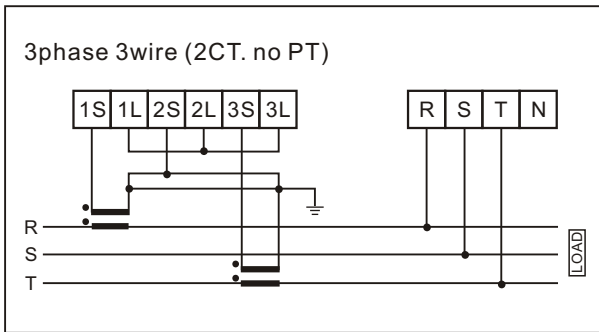 3phase 3wire (2CT. no PT)
1S 1L 2S 2L 3S 3L R S T N
R
S
T
LOAD